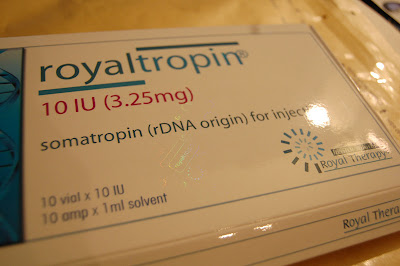 royaltropin®
10 IU (3.25mg)
somatropin (rDNA origin) for inject
Royal Therapy
10 vial x 10 IU
10 amp x 1ml solvent
Royal Thera